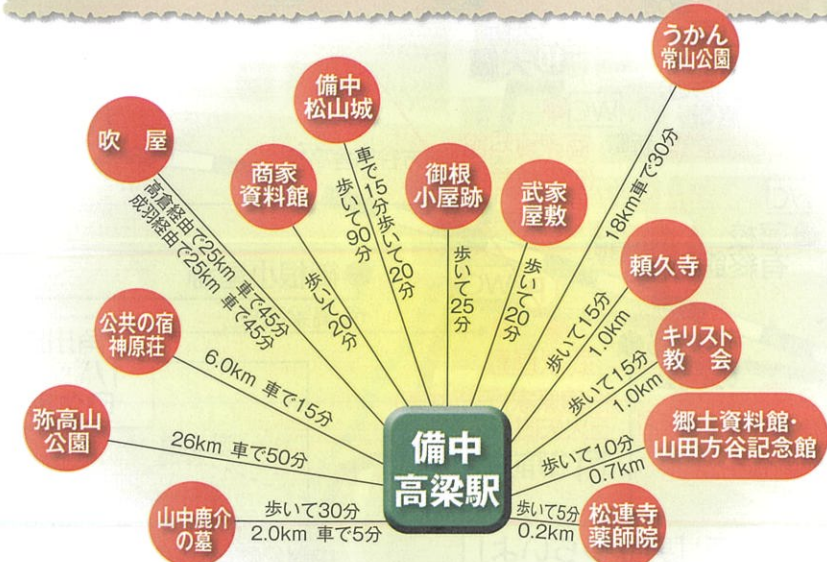 うかん
常山公園
備中
松山城
吹 屋
商家
資料館
御根
小屋跡
武家
屋敷
車で15分歩いて20分
歩いて90分
18km車で30分
高倉経由で25km 車で45分
成羽経由で25km 車で45分
歩いて
25分
歩いて20分
頼久寺
公共の宿
神原荘
歩いて15分
1.0km
キリスト
教 会
6.0km 車で15分
歩いて15分
1.0km
弥高山
公園
26km 車で50分
備中
高梁駅
郷土資料館・
山田方谷記念館
歩いて10分
0.7km
山中鹿介
の墓
歩いて30分
2.0km 車で5分
歩いて5分
0.2km
松連寺
薬師院